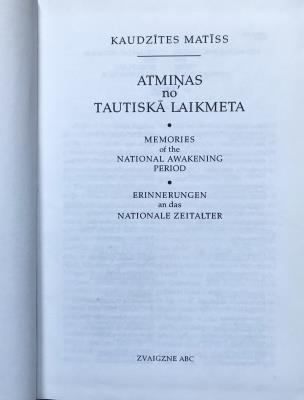 KAUDZĪTES MATĪSS
ATMIŅAS
no
TAUTISKĀ LAIKMETA
•
MEMORIES
of the
NATIONAL AWAKENING
PERIOD
•
ERINNERUNGEN
an das
NATIONALE ZEITALTER
ZVAIGZNE ABC